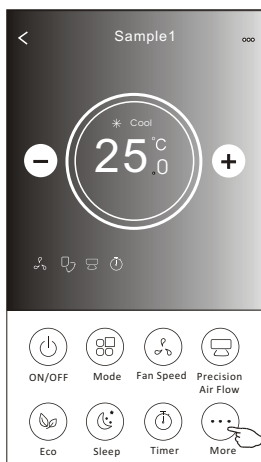 Sample1
Cool
25.0°C
ON/OFF
Mode
Fan Speed
Precision
Air Flow
Eco
Sleep
Timer
More